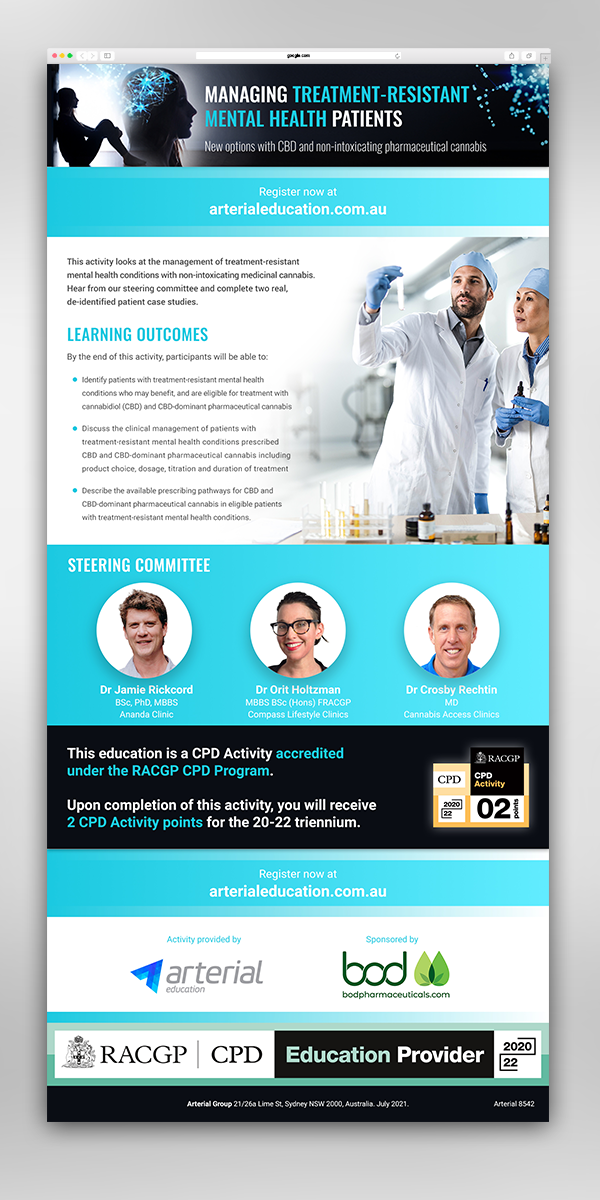 google.com
MANAGING TREATMENT-RESISTANT
MENTAL HEALTH PATIENTS
New options with CBD and non-intoxicating pharmaceutical cannabis
Register now at
arterialeducation.com.au
This activity looks at the management of treatment-resistant
mental health conditions with non-intoxicating medicinal cannabis.
Hear from our steering committee and complete two real,
de-identified patient case studies.
LEARNING OUTCOMES
By the end of this activity, participants will be able to:
Identify patients with treatment-resistant mental health
conditions who may benefit, and are eligible for treatment with
cannabidiol (CBD) and CBD-dominant pharmaceutical cannabis
Discuss the clinical management of patients with
treatment-resistant mental health conditions prescribed
CBD and CBD-dominant pharmaceutical cannabis including
product choice, dosage, titration and duration of treatment
Describe the available prescribing pathways for CBD and
CBD-dominant pharmaceutical cannabis in eligible patients
with treatment-resistant mental health conditions.
STEERING COMMITTEE
Dr Jamie Rickcord
BSc, PhD, MBBS
Ananda Clinic
Dr Orit Holtzman
MBBS BSc (Hons) FRACGP
Compass Lifestyle Clinics
Dr Crosby Rechtin
MD
Cannabis Access Clinics
This education is a CPD Activity accredited
under the RACGP CPD Program.
Upon completion of this activity, you will receive
2 CPD Activity points for the 20-22 triennium.
RACGP
CPD
CPD
Activity
2020
22
02
points
Register now at
arterialeducation.com.au
Activity provided by
arterial
education
Sponsored by
bod
bodpharmaceuticals.com
RACGP | CPD
Education Provider
2020
22
Arterial Group 21/26a Lime St, Sydney NSW 2000, Australia. July 2021.
Arterial 8542